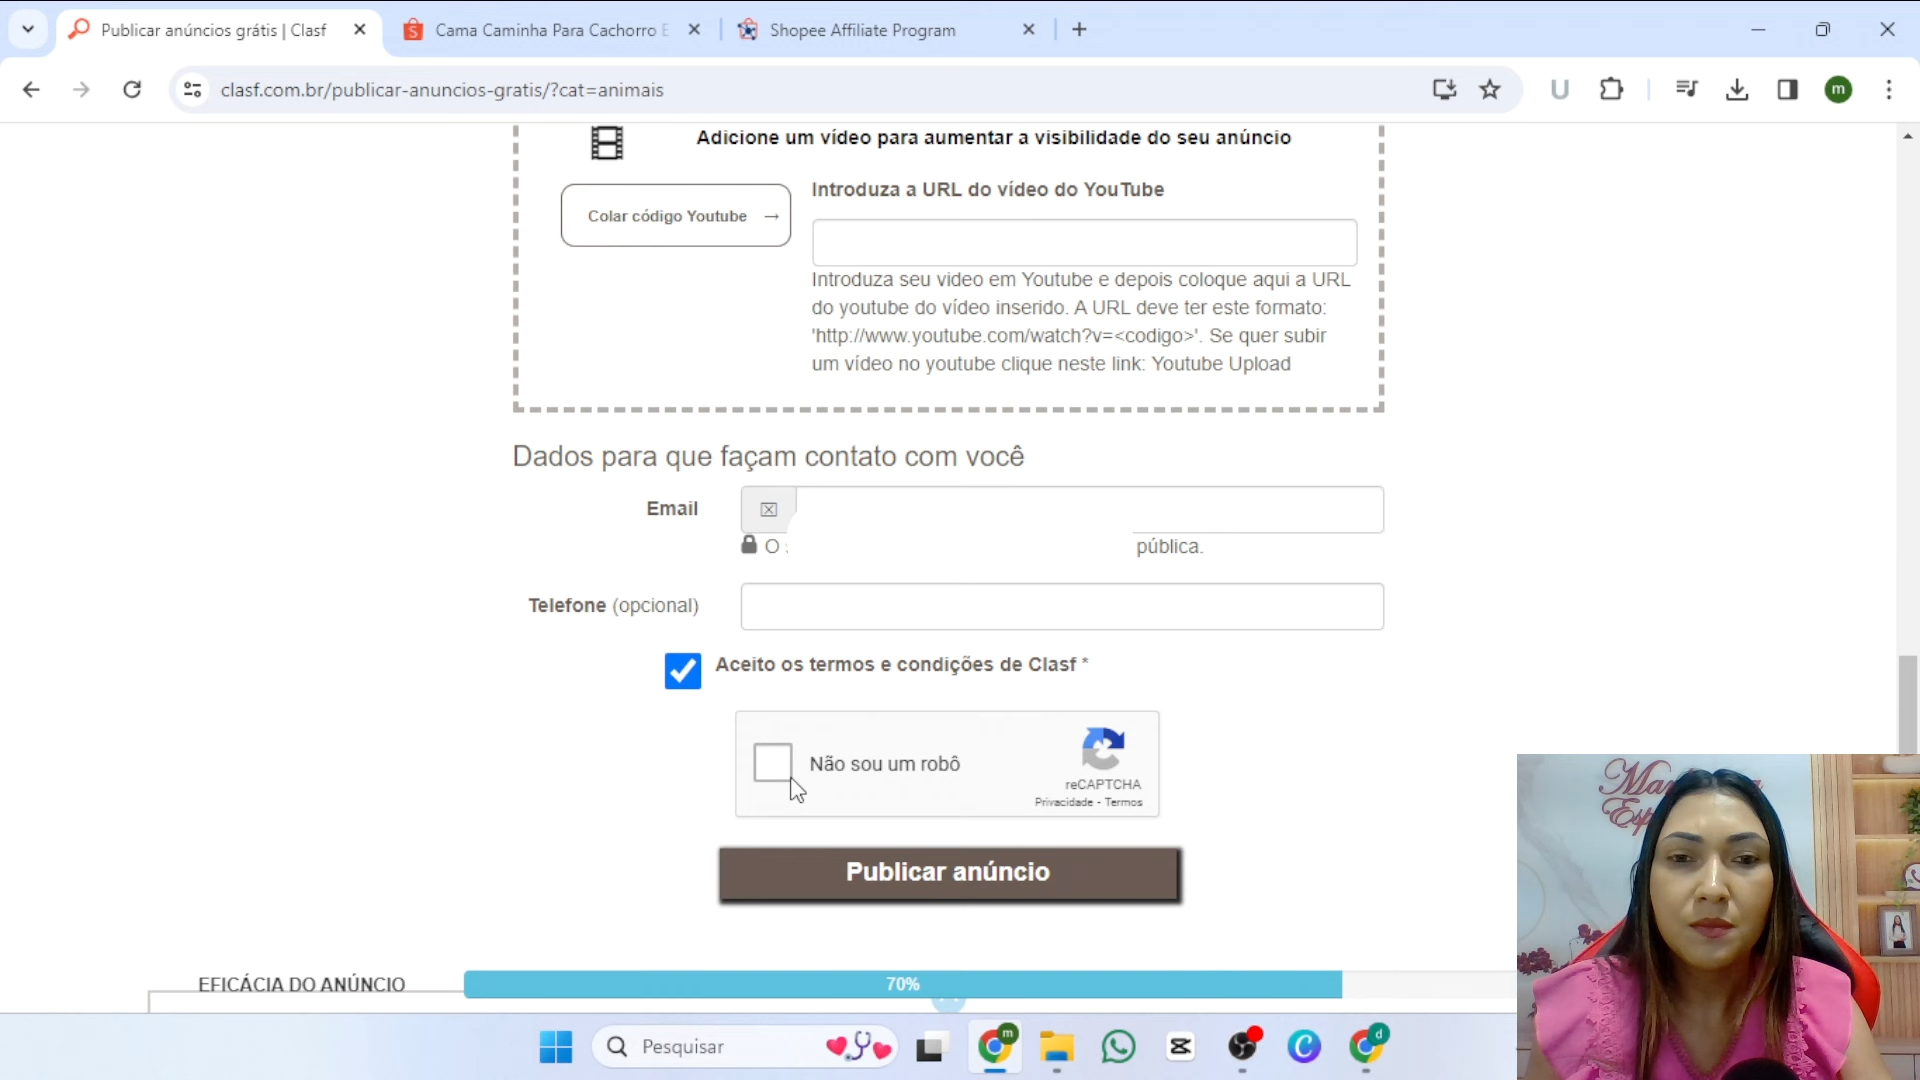 Publicar anúncios grátis | Clasf
Cama Caminha Para Cachorro
Shopee Affiliate Program
clasf.com.br/publicar-anuncios-gratis/?cat=animais
U
m
Adicione um vídeo para aumentar a visibilidade do seu anúncio
Introduza a URL do vídeo do YouTube
Colar código Youtube →
Introduza seu video em Youtube e depois coloque aqui a URL
do youtube do vídeo inserido. A URL deve ter este formato:
'http://www.youtube.com/watch?v=<codigo>'. Se quer subir
um vídeo no youtube clique neste link: Youtube Upload
Dados para que façam contato com você
Email
O
pública.
Telefone (opcional)
Aceito os termos e condições de Clasf *
Não sou um robô
reCAPTCHA
Privacidade - Termos
Publicar anúncio
EFICÁCIA DO ANÚNCIO
70%
Pesquisar
m
d